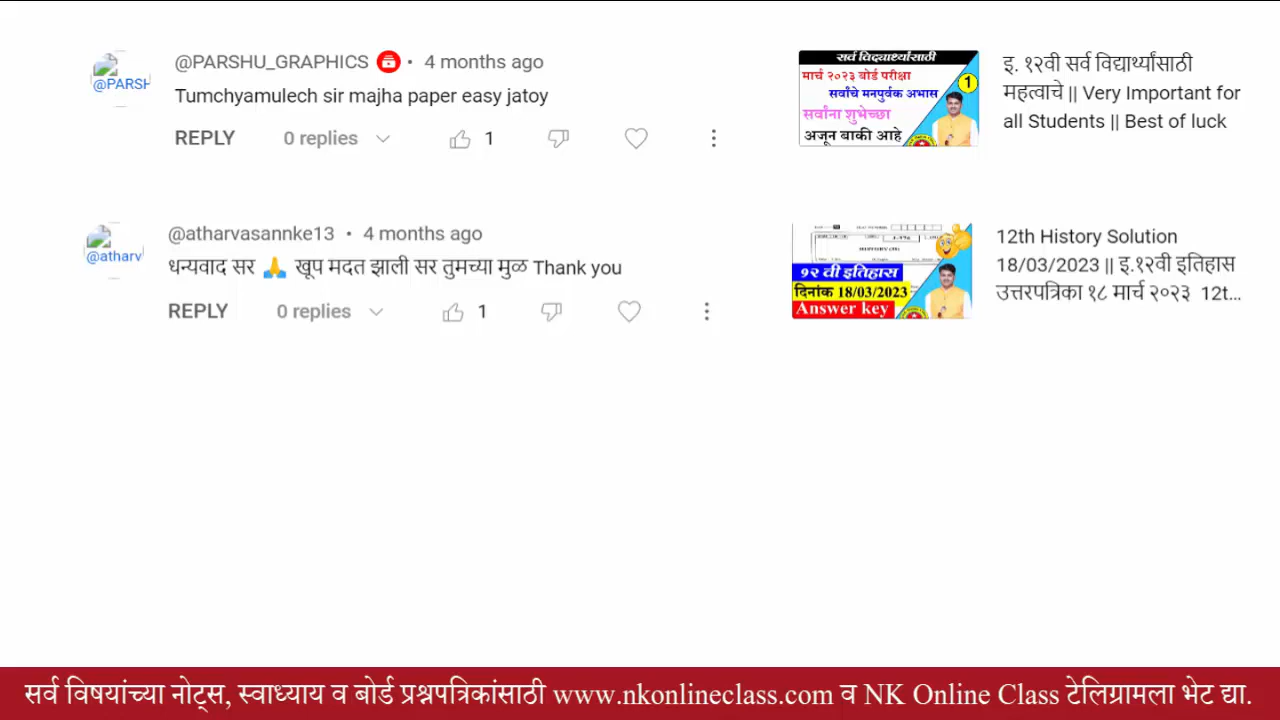 @PARSHU_GRAPHICS • 4 months ago
@PARSH
Tumchyamulech sir majha paper easy jatoy
REPLY 0 replies 1
सर्व विद्यार्थ्यांसाठी
मार्च २०२३ बोर्ड परीक्षा
सर्वांचे मनपुर्वक अभास
सर्वांना शुभेच्छा
अजून बाकी आहे
1
इ. १२वी सर्व विद्यार्थ्यांसाठी
महत्वाचे || Very Important for
all Students || Best of luck
@atharvasannke13 • 4 months ago
@atharv
धन्यवाद सर 🙏 खूप मदत झाली सर तुमच्या मुळ Thank you
REPLY 0 replies 1
१२ वी इतिहास
दिनांक 18/03/2023
Answer key
12th History Solution
18/03/2023 || इ.१२वी इतिहास
उत्तरपत्रिका १८ मार्च २०२३ 12t...
सर्व विषयांच्या नोट्स, स्वाध्याय व बोर्ड प्रश्नपत्रिकांसाठी www.nkonlineclass.com व NK Online Class टेलिग्रामला भेट द्या.